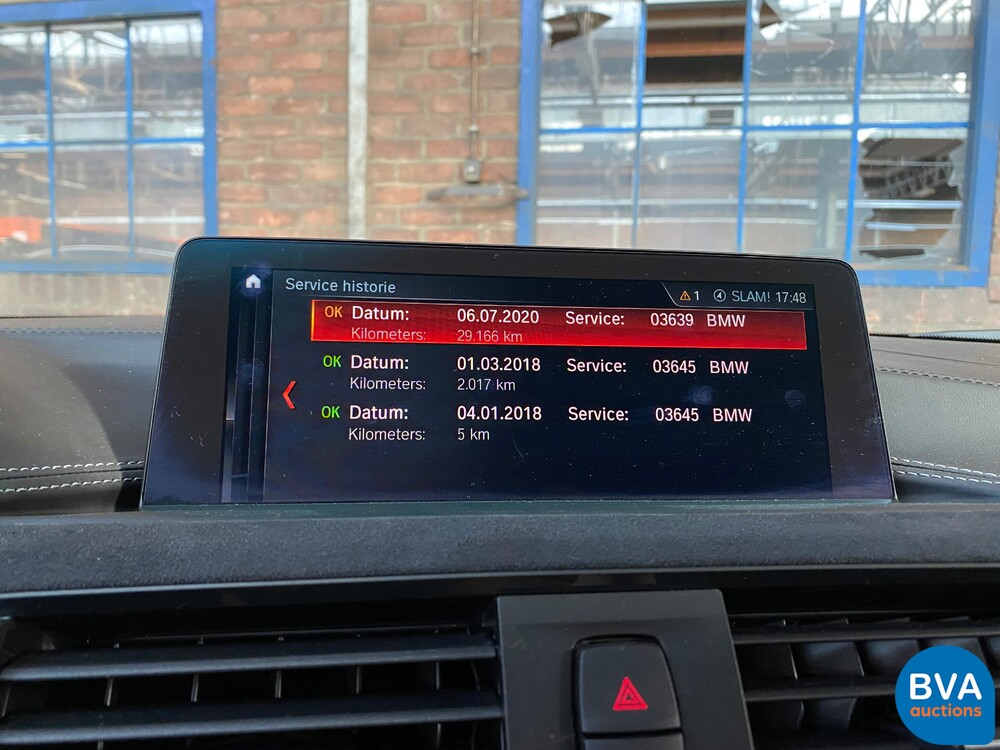 Service historie
1 SLAM! 17:48
OK Datum: 06.07.2020 Service: 03639 BMW
Kilometers: 29.166 km
OK Datum: 01.03.2018 Service: 03645 BMW
Kilometers: 2.017 km
OK Datum: 04.01.2018 Service: 03645 BMW
Kilometers: 5 km
BVA
auctions